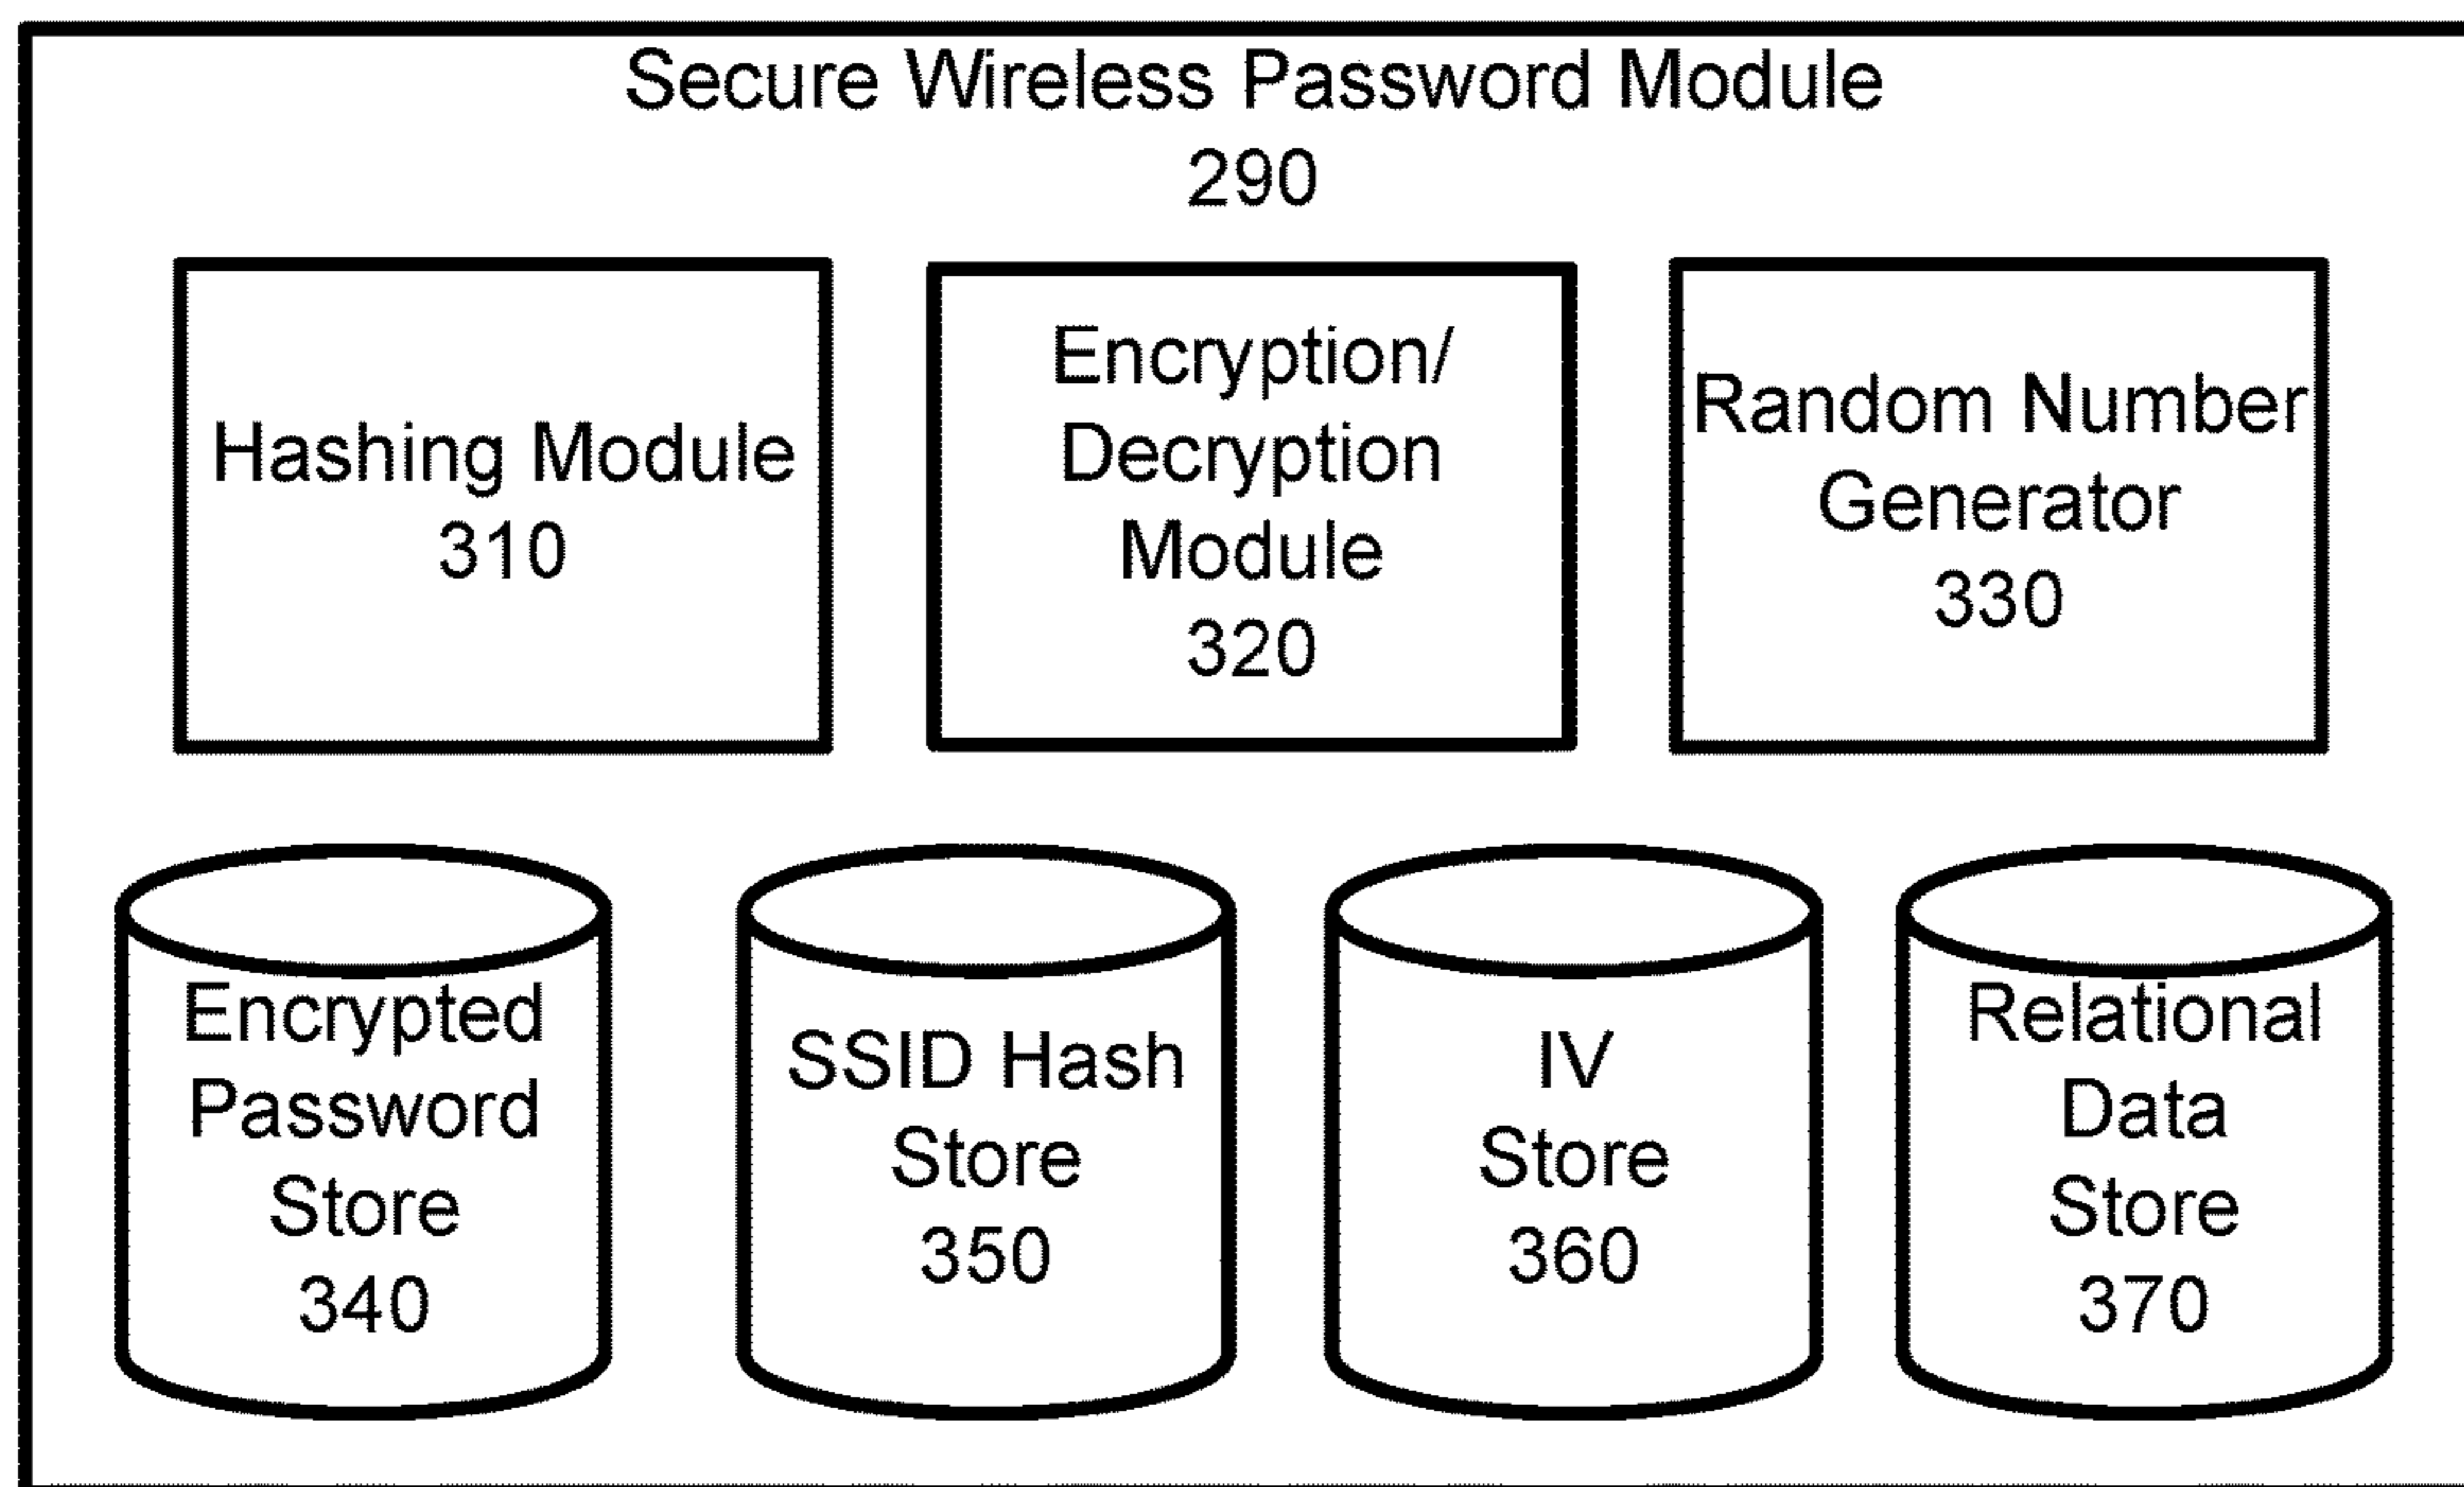 Secure Wireless Password Module
290
Hashing Module
310
Encryption/
Decryption
Module
320
Random Number
Generator
330
Encrypted
Password
Store
340
SSID Hash
Store
350
IV
Store
360
Relational
Data
Store
370